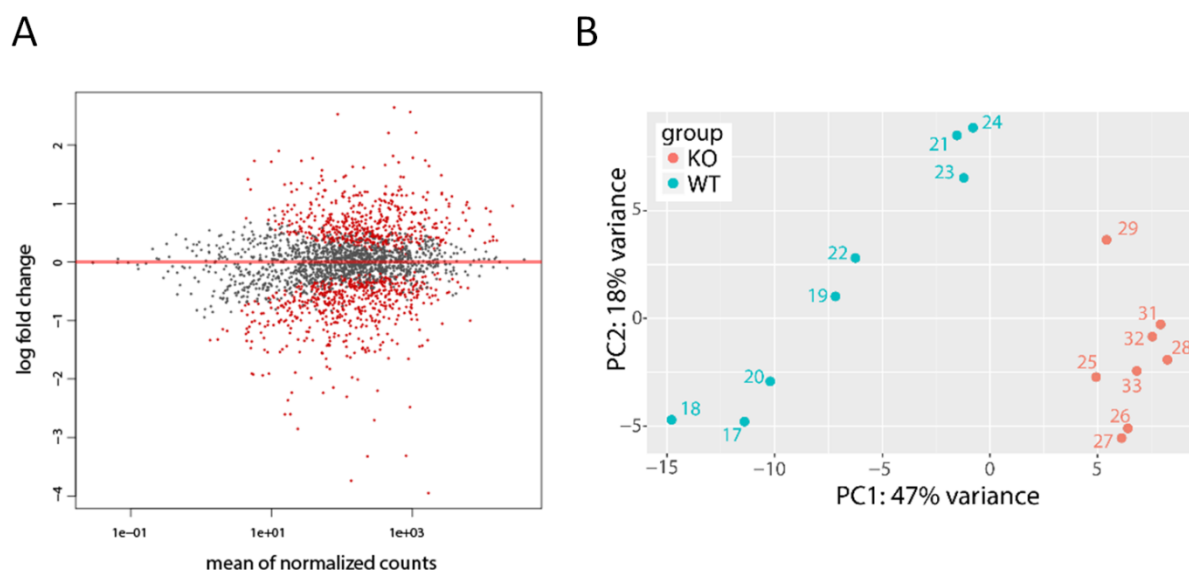 A
B
2
1
0
−1
−2
−3
−4
log fold change
1e−01
1e+01
1e+03
mean of normalized counts
group
KO
WT
24
21
23
29
22
19
31
32
28
25
33
20
18
17
26
27
5
0
−5
PC2: 18% variance
−15
−10
−5
0
5
PC1: 47% variance